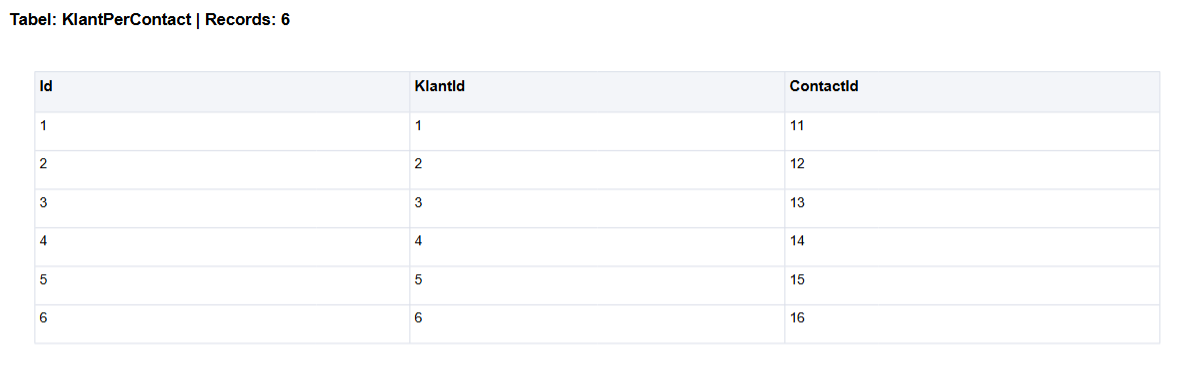 Tabel: KlantPerContact | Records: 6
Id KlantId ContactId
1 1 11
2 2 12
3 3 13
4 4 14
5 5 15
6 6 16